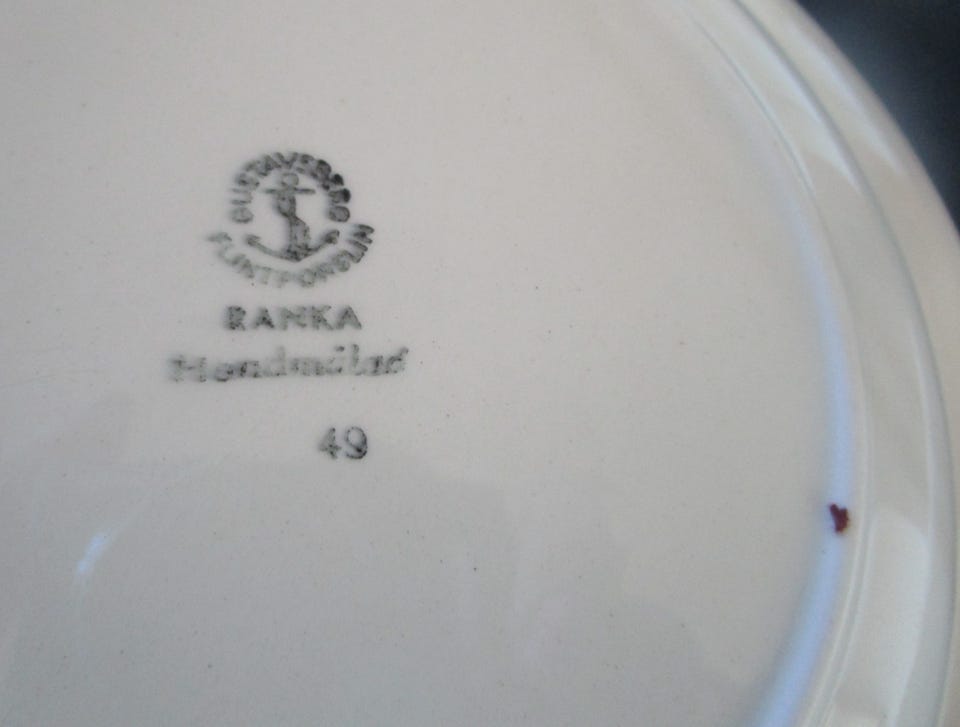 GUSTAVSBERG
FLINTPORSLIN
RANKA
Handmålad
49